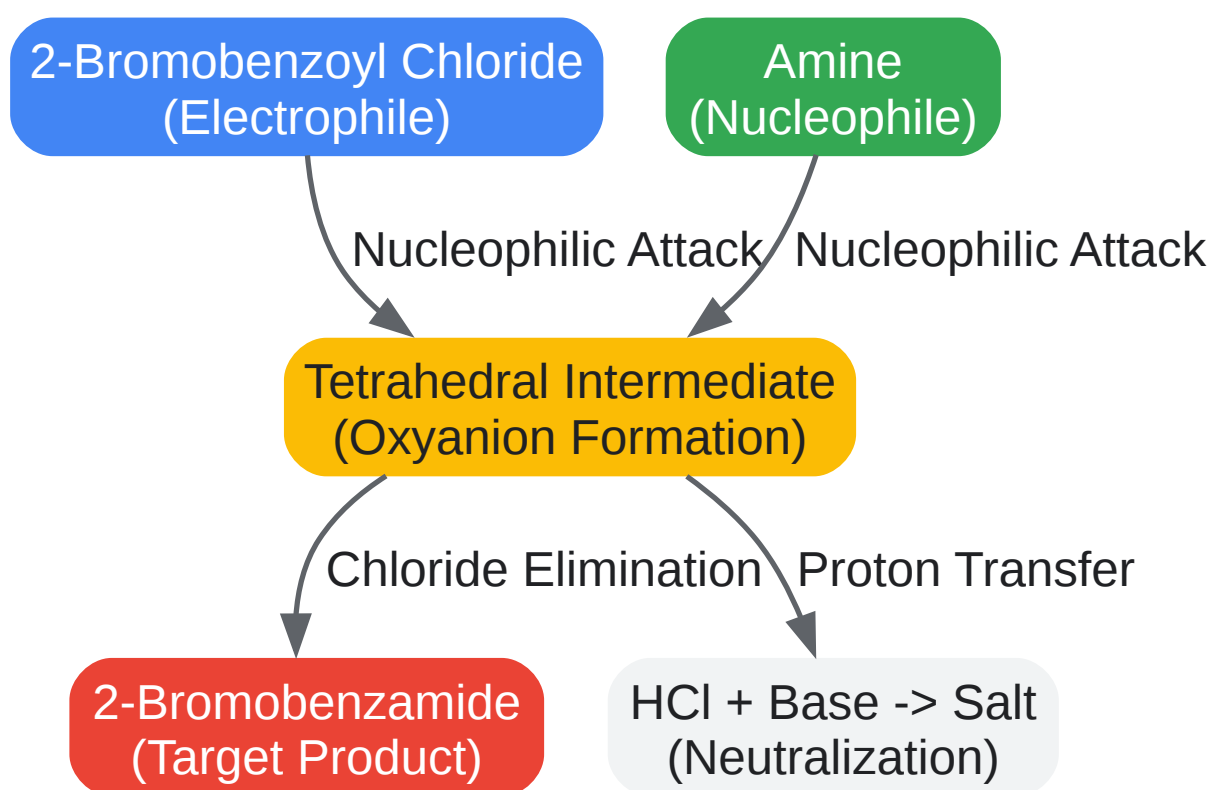 2-Bromobenzoyl Chloride
(Electrophile)
Amine
(Nucleophile)
Nucleophilic Attack
Nucleophilic Attack
Tetrahedral Intermediate
(Oxyanion Formation)
Chloride Elimination
Proton Transfer
2-Bromobenzamide
(Target Product)
HCl + Base -> Salt
(Neutralization)